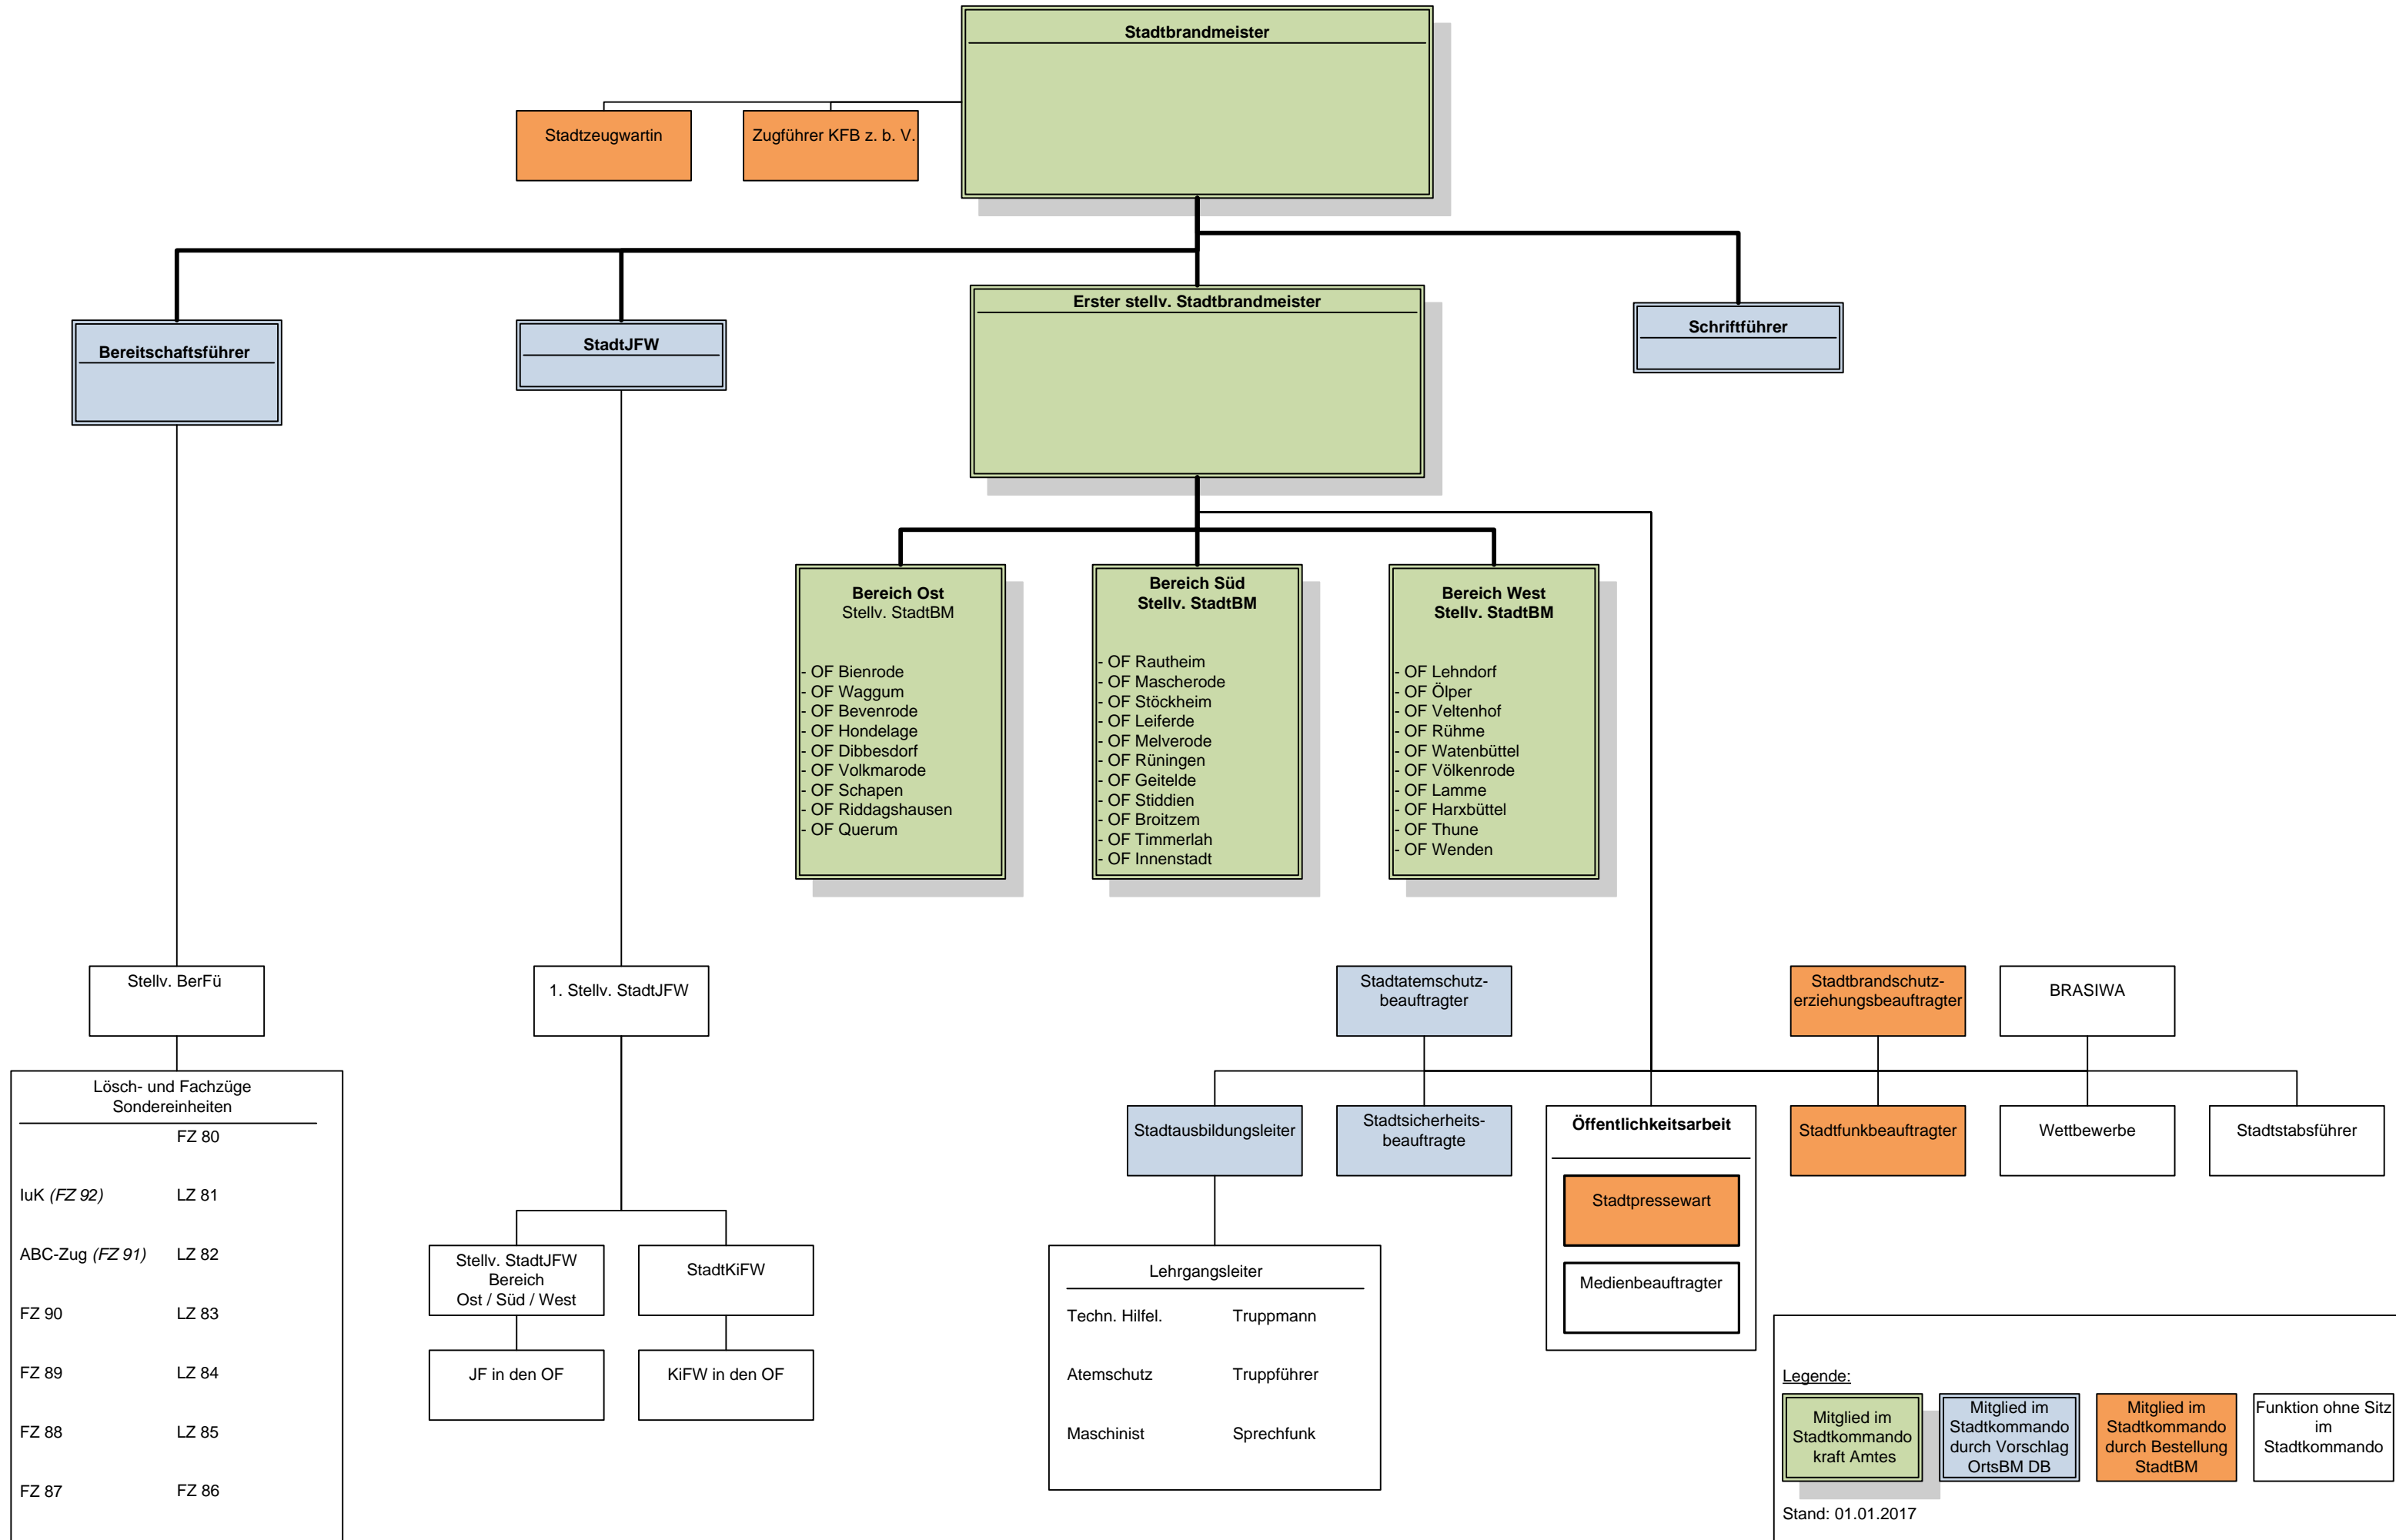 Stadtbrandmeister
Stadtzeugwartin
Zugführer KFB z. b. V.
Bereitschaftsführer
StadtJFW
Erster stellv. Stadtbrandmeister
Schriftführer
Bereich Ost
Stellv. StadtBM
- OF Bienrode
- OF Waggum
- OF Bevenrode
- OF Hondelage
- OF Dibbesdorf
- OF Volkmarode
- OF Schapen
- OF Riddagshausen
- OF Querum
Bereich Süd
Stellv. StadtBM
- OF Rautheim
- OF Mascherode
- OF Stöckheim
- OF Leiferde
- OF Melverode
- OF Rüningen
- OF Geitelde
- OF Stiddien
- OF Broitzem
- OF Timmerlah
- OF Innenstadt
Bereich West
Stellv. StadtBM
- OF Lehndorf
- OF Ölper
- OF Veltenhof
- OF Rühme
- OF Watenbüttel
- OF Völkenrode
- OF Lamme
- OF Harxbüttel
- OF Thune
- OF Wenden
Stellv. BerFü
1. Stellv. StadtJFW
Stadtatemschutz-
beauftragter
Stadtbrandschutz-
erziehungsbeauftragter
BRASIWA
Lösch- und Fachzüge
Sondereinheiten
FZ 80
IuK (FZ 92) LZ 81
ABC-Zug (FZ 91) LZ 82
FZ 90 LZ 83
FZ 89 LZ 84
FZ 88 LZ 85
FZ 87 FZ 86
Stellv. StadtJFW
Bereich
Ost / Süd / West
StadtKiFW
JF in den OF
KiFW in den OF
Stadtausbildungsleiter
Stadtsicherheits-
beauftragte
Öffentlichkeitsarbeit
Stadtpressewart
Medienbeauftragter
Stadtfunkbeauftragter
Wettbewerbe
Stadtstabsführer
Lehrgangsleiter
Techn. Hilfel. Truppmann
Atemschutz Truppführer
Maschinist Sprechfunk
Legende:
Mitglied im
Stadtkommando
kraft Amtes
Mitglied im
Stadtkommando
durch Vorschlag
OrtsBM DB
Mitglied im
Stadtkommando
durch Bestellung
StadtBM
Funktion ohne Sitz
im
Stadtkommando
Stand: 01.01.2017